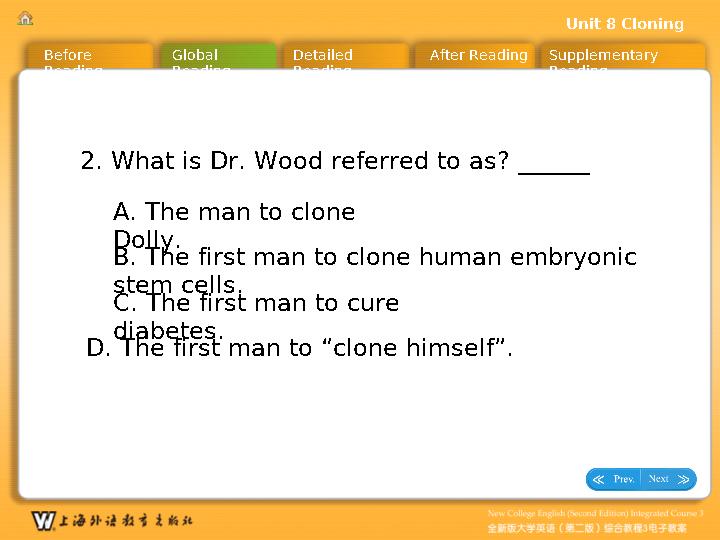 Unit 8 Cloning
Before Reading
Global Reading
Detailed Reading
After Reading
Supplementary Reading
2. What is Dr. Wood referred to as? ______
A. The man to clone
Dolly.
B. The first man to clone human embryonic
stem cells.
C. The first man to cure
diabetes.
D. The first man to “clone himself”.
Prev. Next
上海外语教育出版社
New College English (Second Edition) Integrated Course 3
全新版大学英语（第二版）综合教程3电子教案